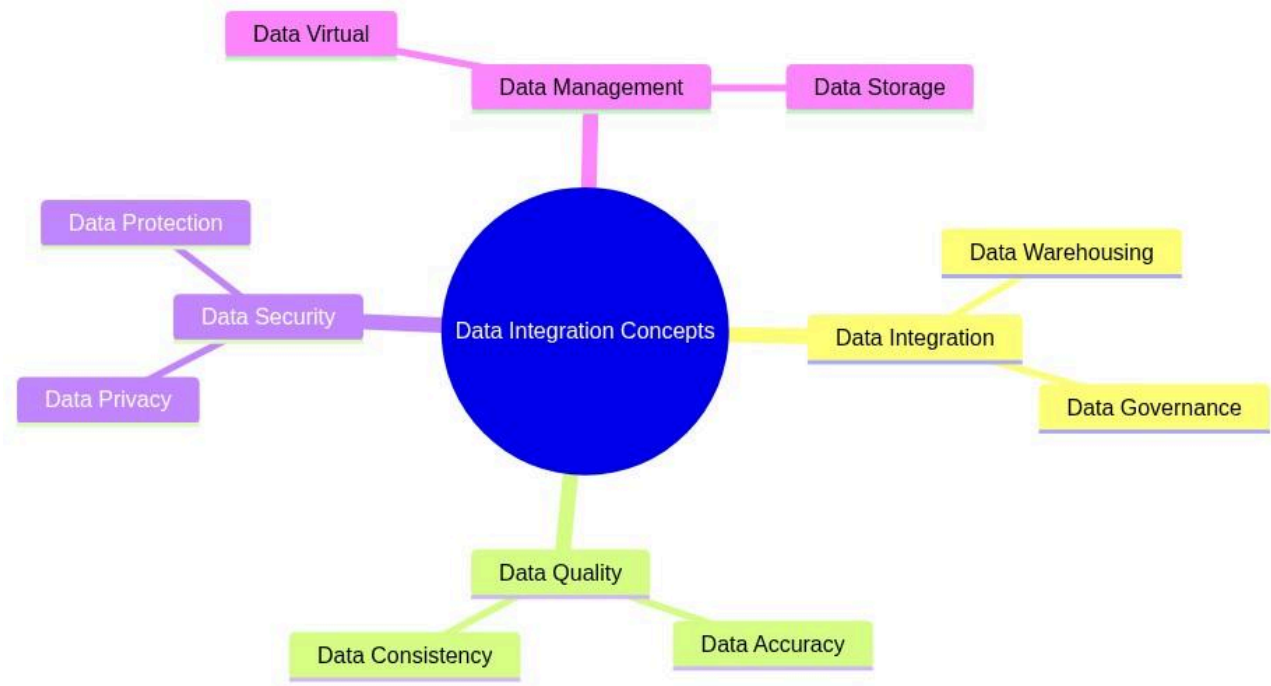 Data Virtual
Data Management
Data Storage
Data Protection
Data Warehousing
Data Security
Data Integration Concepts
Data Integration
Data Privacy
Data Governance
Data Quality
Data Consistency
Data Accuracy